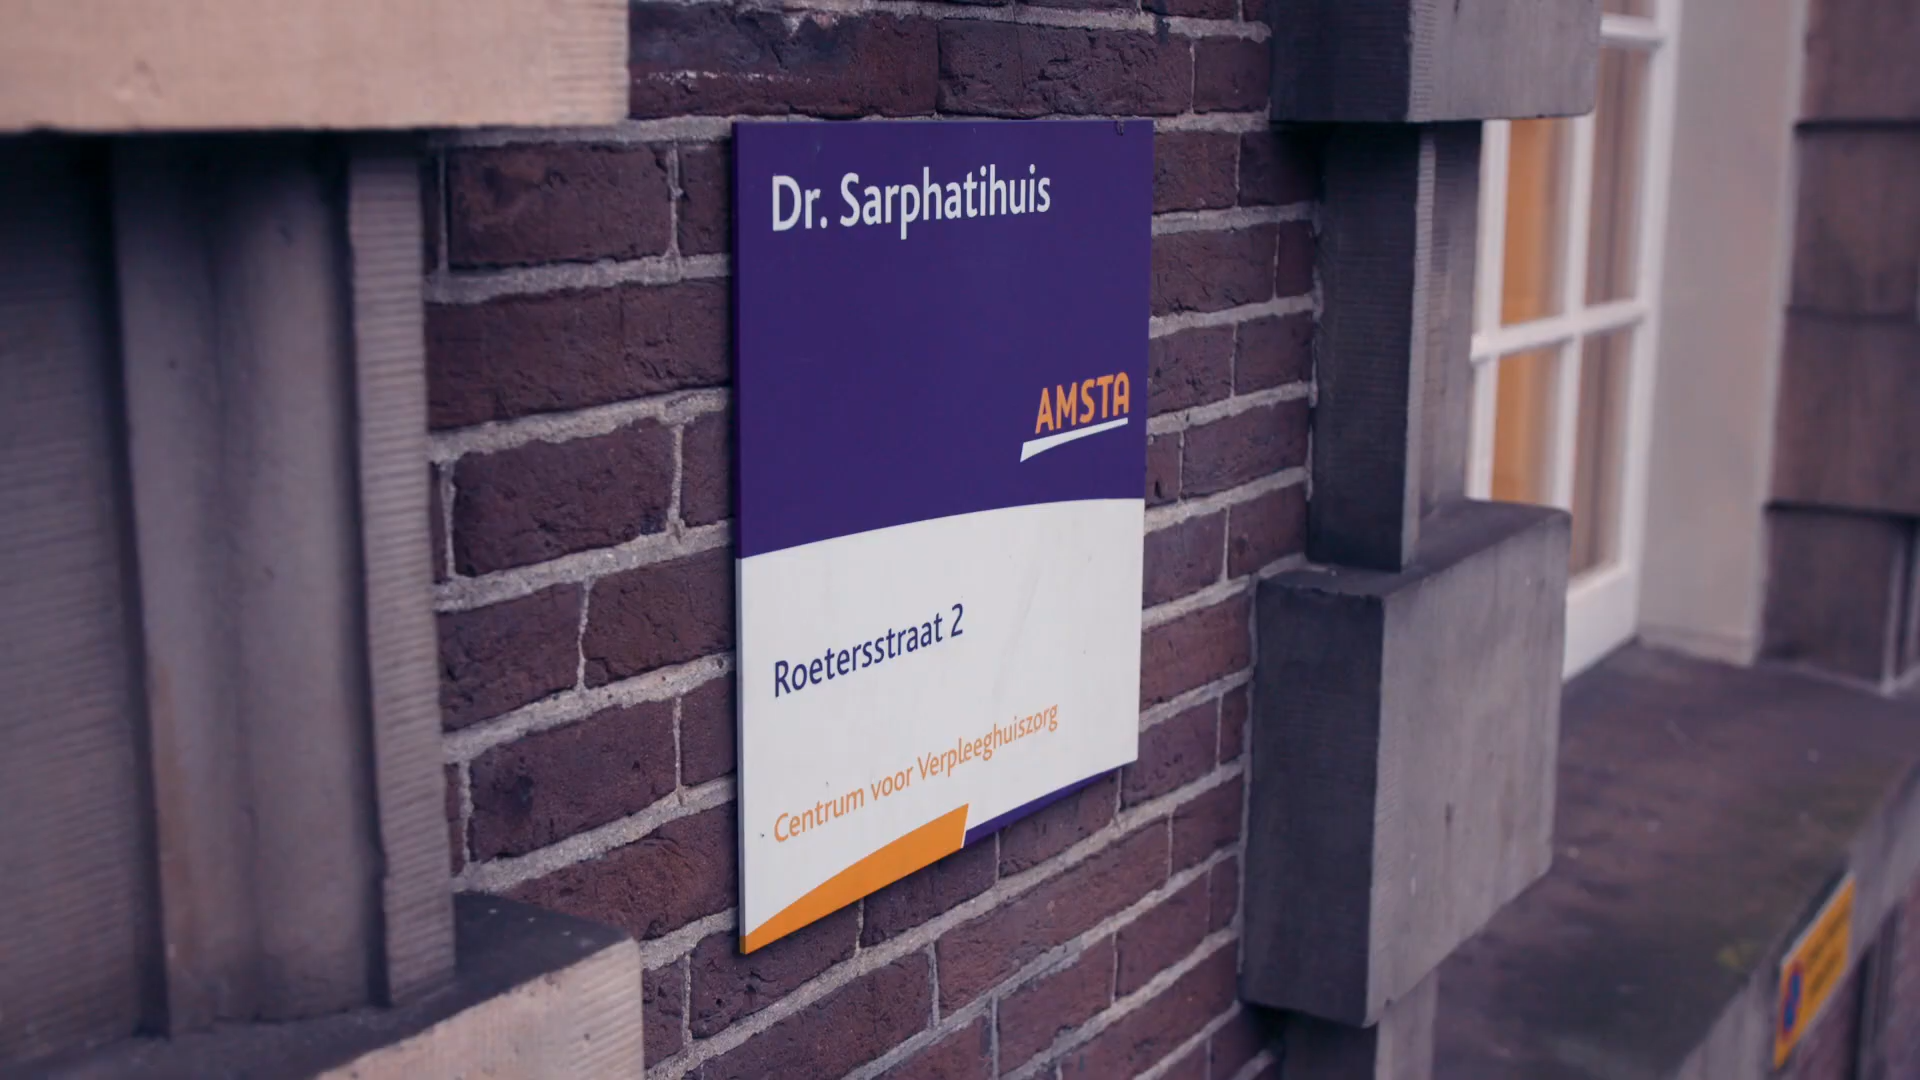 Dr. Sarphatihuis
AMSTA
Roetersstraat 2
Centrum voor Verpleeghuiszorg